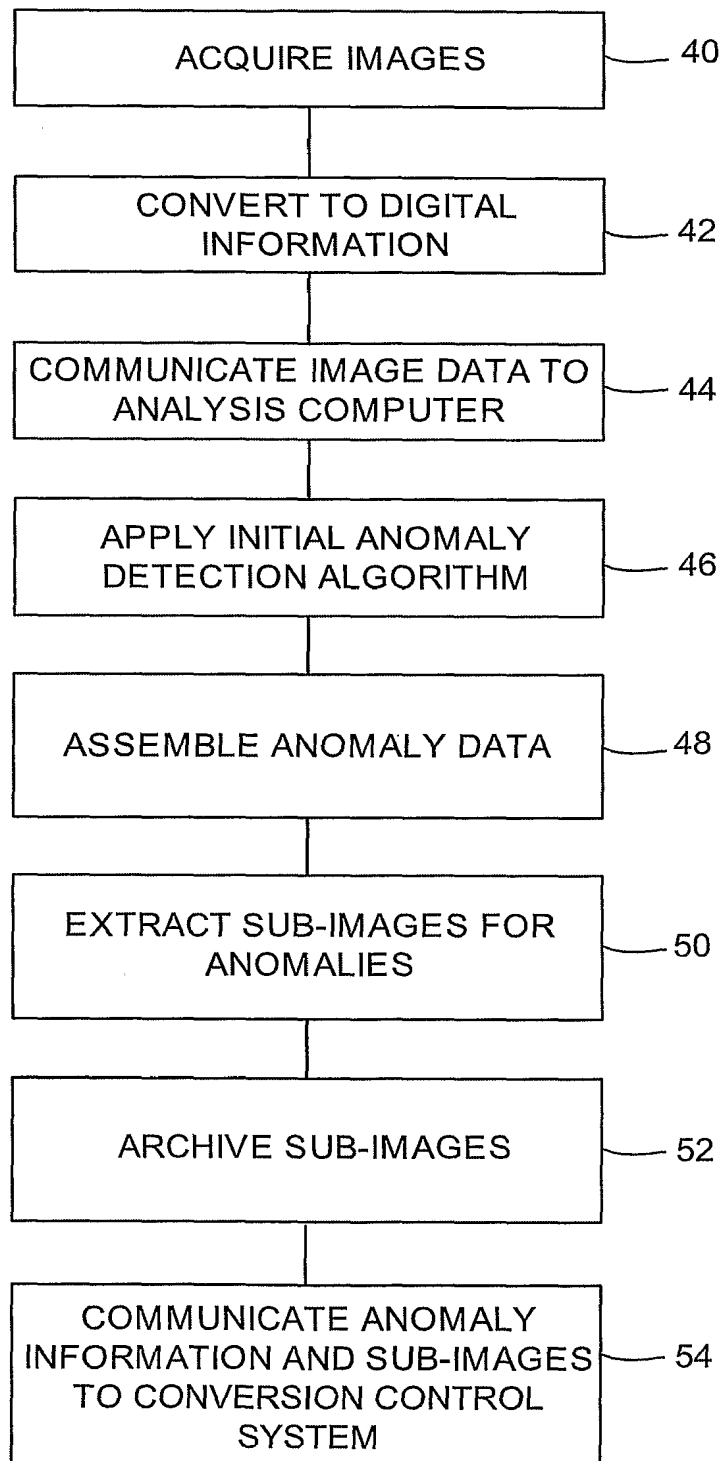 ACQUIRE IMAGES
40
CONVERT TO DIGITAL
INFORMATION
42
COMMUNICATE IMAGE DATA TO
ANALYSIS COMPUTER
44
APPLY INITIAL ANOMALY
DETECTION ALGORITHM
46
ASSEMBLE ANOMALY DATA
48
EXTRACT SUB-IMAGES FOR
ANOMALIES
50
ARCHIVE SUB-IMAGES
52
COMMUNICATE ANOMALY
INFORMATION AND SUB-IMAGES
TO CONVERSION CONTROL
SYSTEM
54